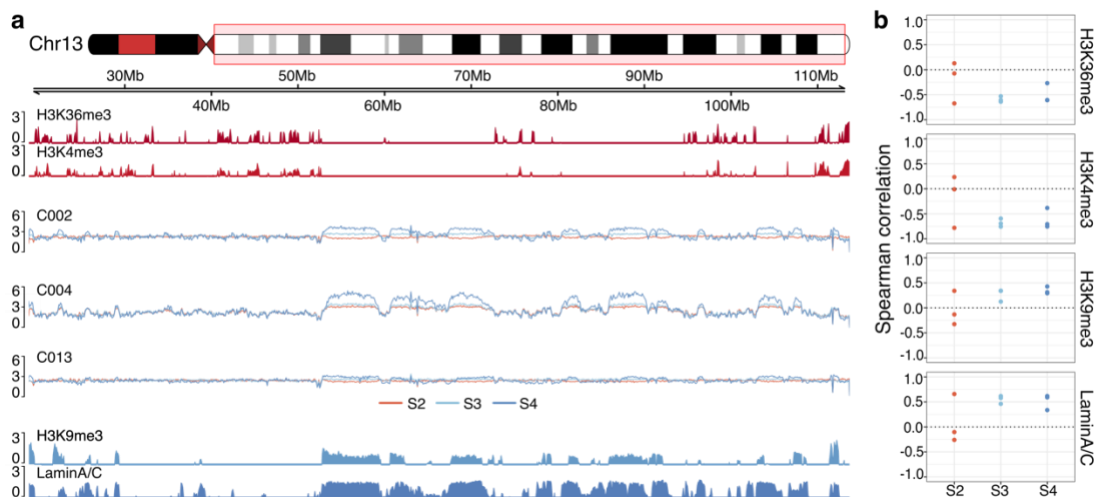 a
Chr13
30Mb 50Mb 70Mb 90Mb 110Mb
40Mb 60Mb 80Mb 100Mb
3
0
H3K36me3
3
0
H3K4me3
6
3
0
C002
6
3
0
C004
6
3
0
C013
S2 S3 S4
3
0
H3K9me3
3
0
LaminA/C
b
Spearman correlation
1.0
0.5
0.0
-0.5
-1.0
H3K36me3
1.0
0.5
0.0
-0.5
-1.0
H3K4me3
1.0
0.5
0.0
-0.5
-1.0
H3K9me3
1.0
0.5
0.0
-0.5
-1.0
LaminA/C
S2 S3 S4